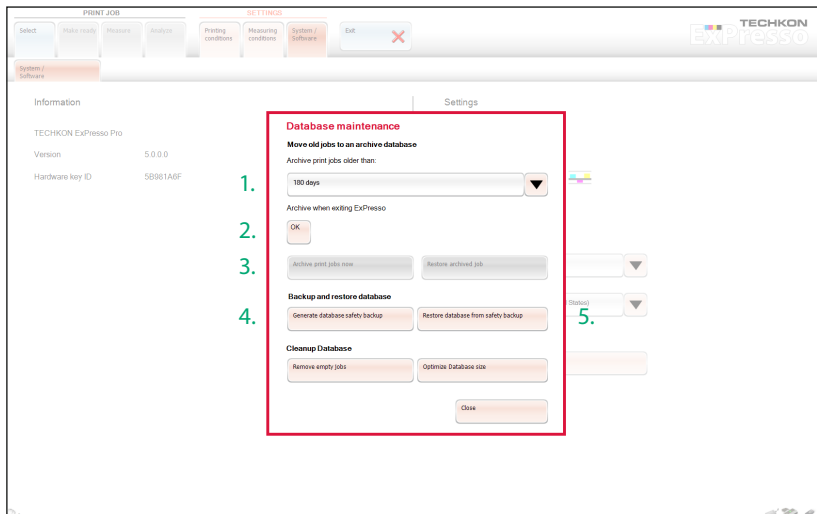 PRINT JOB
SETTINGS
Select
Make ready
Measure
Analyze
Printing
conditions
Measuring
conditions
System /
Software
Exit
TECHKON
ExPresso
System /
Software
Information
Settings
TECHKON ExPresso Pro
Version 5.0.0.0
Hardware key ID 5B981A6F
Database maintenance
Move old jobs to an archive database
Archive print jobs older than:
1.
180 days
Archive when exiting ExPresso
2.
OK
3.
Archive print jobs now
Restore archived job
Backup and restore database
4.
Generate database safety backup
Restore database from safety backup
States)
5.
Cleanup Database
Remove empty jobs
Optimize Database size
Close